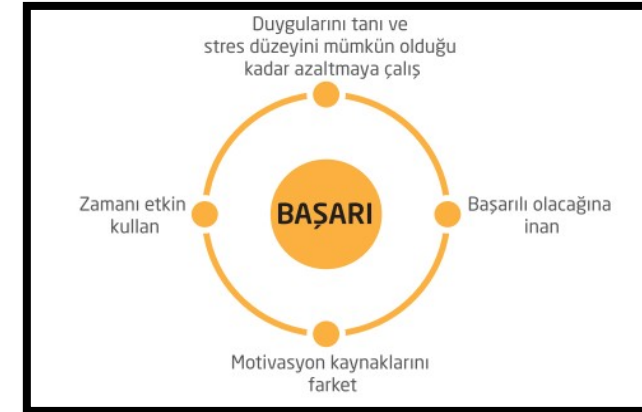 Duygularını tanı ve
stres düzeyini mümkün olduğu
kadar azaltmaya çalış
Zamanı etkin
kullan
BAŞARI
Başarılı olacağına
inan
Motivasyon kaynaklarını
farket